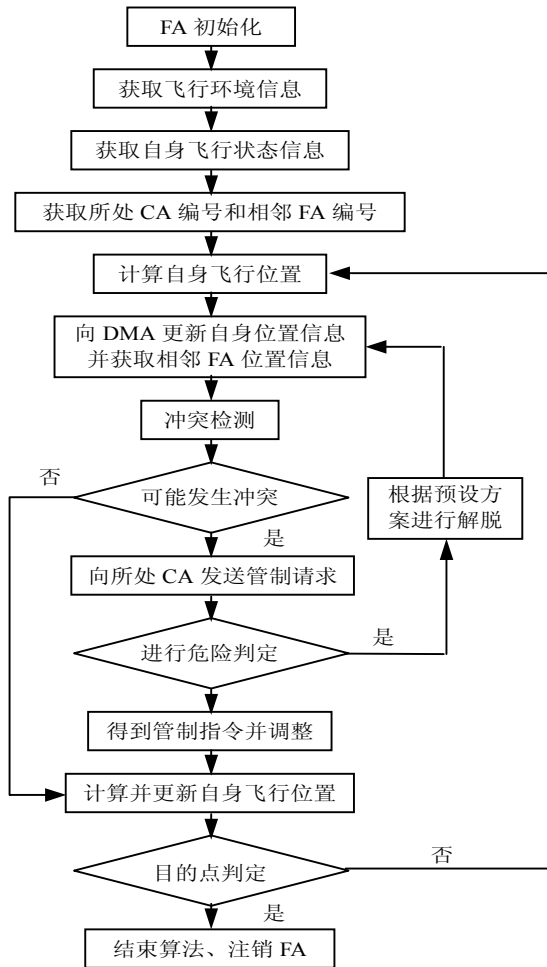 FA 初始化
获取飞行环境信息
获取自身飞行状态信息
获取所处 CA 编号和相邻 FA 编号
计算自身飞行位置
向 DMA 更新自身位置信息
并获取相邻 FA 位置信息
冲突检测
否
可能发生冲突
根据预设方
案进行解脱
是
向所处 CA 发送管制请求
是
进行危险判定
得到管制指令并调整
计算并更新自身飞行位置
否
目的点判定
是
结束算法、注销 FA